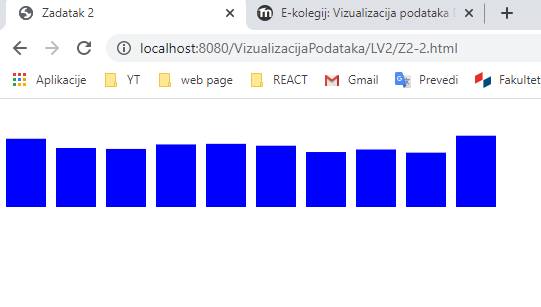 Zadatak 2
E-kolegij: Vizualizacija podataka
localhost:8080/VizualizacijaPodataka/LV2/Z2-2.html
Aplikacije YT web page REACT Gmail Prevedi Fakultet